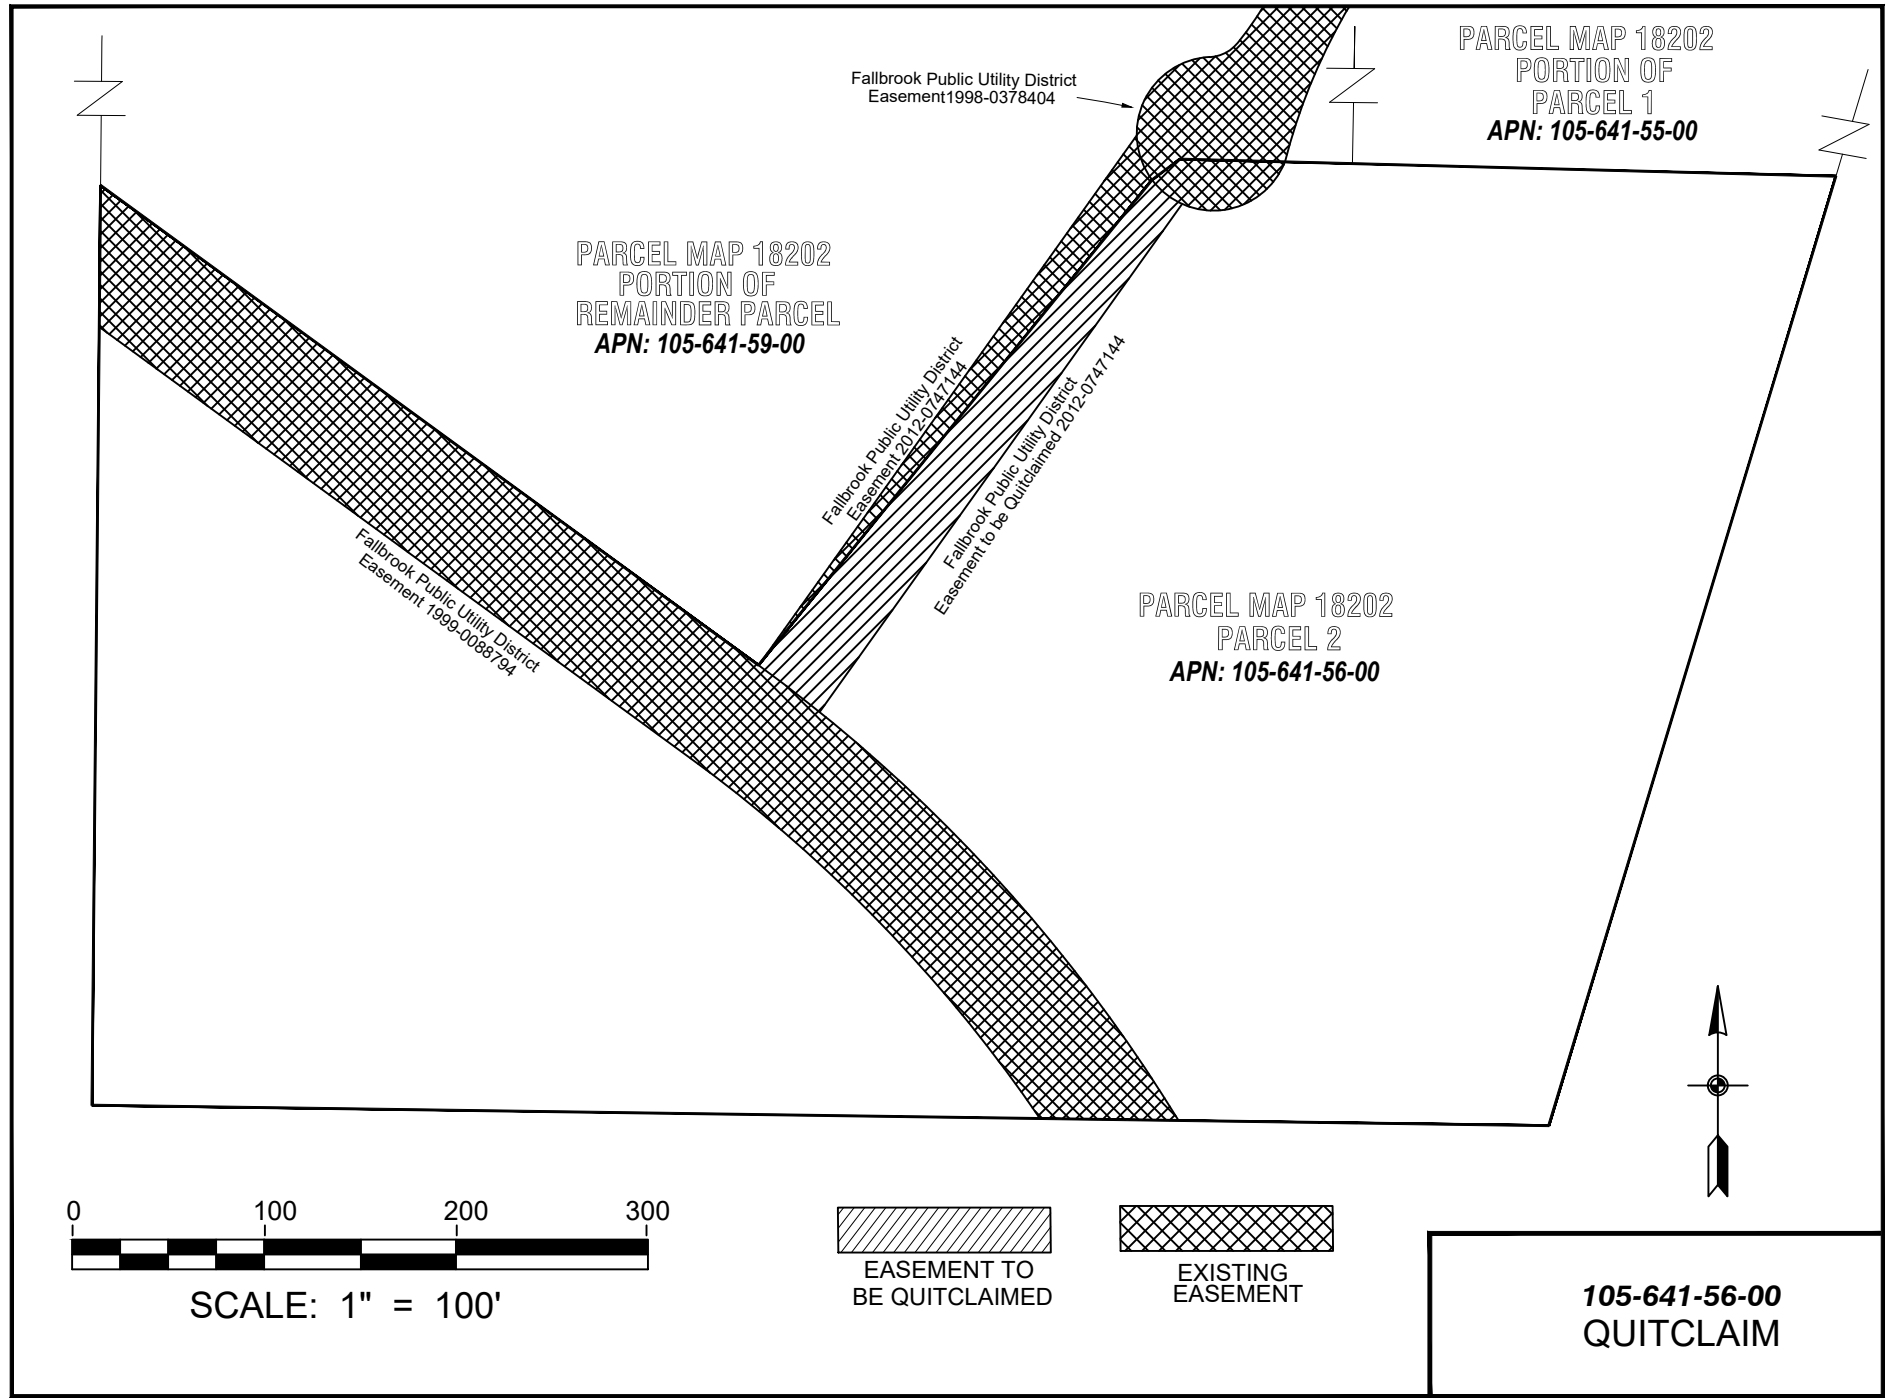 PARCEL MAP 18202
PORTION OF
PARCEL 1
APN: 105-641-55-00
Fallbrook Public Utility District
Easement1998-0378404
PARCEL MAP 18202
PORTION OF
REMAINDER PARCEL
APN: 105-641-59-00
Fallbrook Public Utility District
Easement 2012-0747144
Fallbrook Public Utility District
Easement to be Quitclaimed 2012-0747144
Fallbrook Public Utility District
Easement 1999-0088794
PARCEL MAP 18202
PARCEL 2
APN: 105-641-56-00
0 100 200 300
SCALE: 1" = 100'
EASEMENT TO
BE QUITCLAIMED
EXISTING
EASEMENT
105-641-56-00
QUITCLAIM